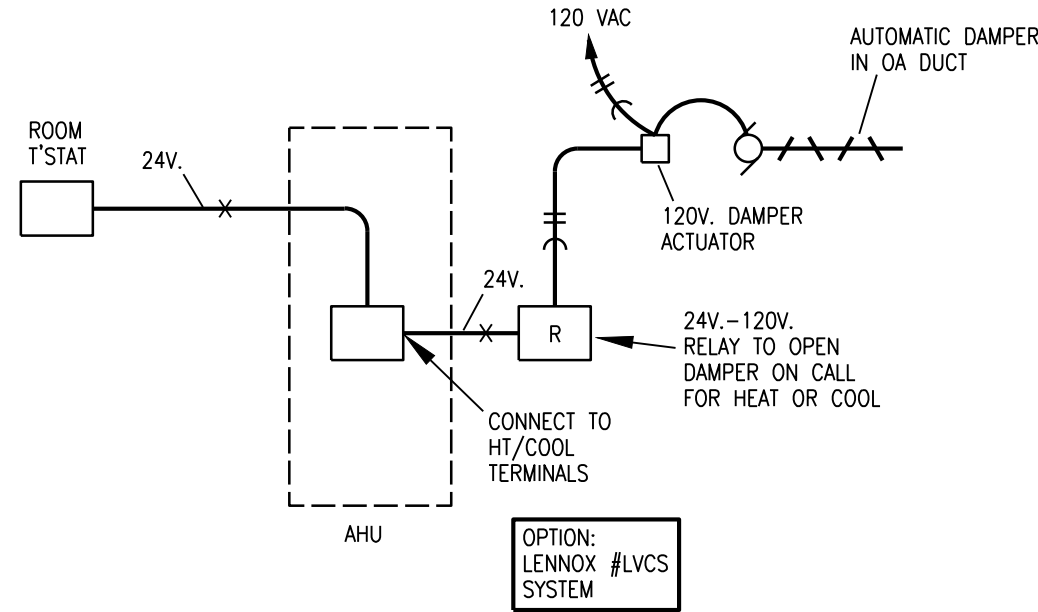 120 VAC
AUTOMATIC DAMPER
IN OA DUCT
ROOM
T'STAT
24V.
120V. DAMPER
ACTUATOR
24V.
R
24V.-120V.
RELAY TO OPEN
DAMPER ON CALL
FOR HEAT OR COOL
CONNECT TO
HT/COOL
TERMINALS
AHU
OPTION:
LENNOX #LVCS
SYSTEM